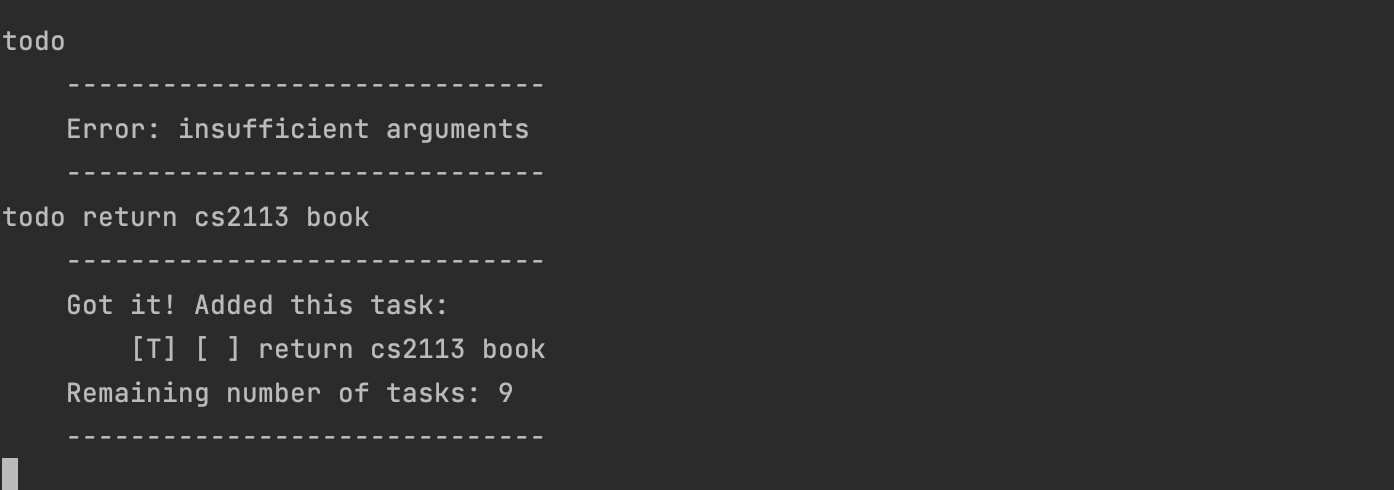 todo
------------------------------
Error: insufficient arguments
------------------------------
todo return cs2113 book
------------------------------
Got it! Added this task:
[T] [ ] return cs2113 book
Remaining number of tasks: 9
------------------------------